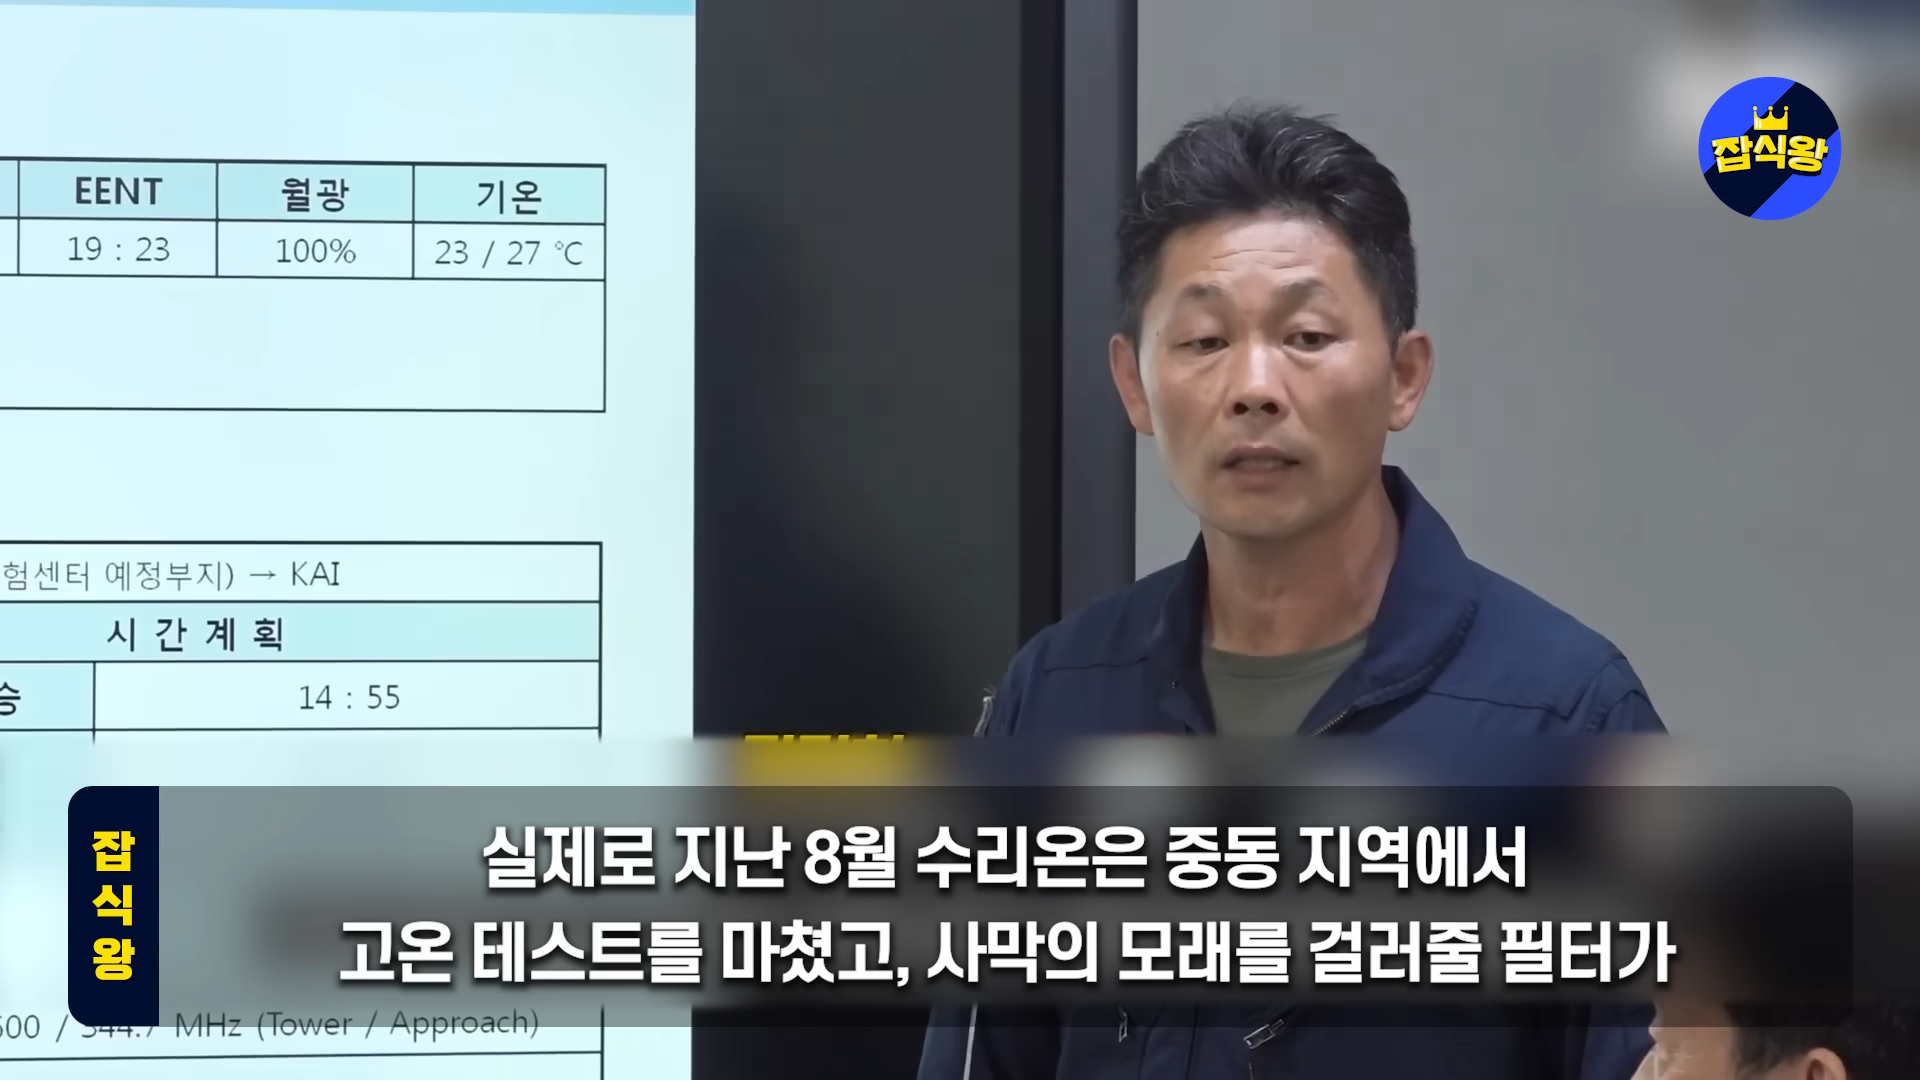 잡식왕
EENT 월광 기온
19 : 23 100% 23 / 27 ℃
험센터 예정부지) → KAI
시 간 계 획
승 14 : 55
잡식왕
실제로 지난 8월 수리온은 중동 지역에서
고온 테스트를 마쳤고, 사막의 모래를 걸러줄 필터가
MHz (Tower / Approach)